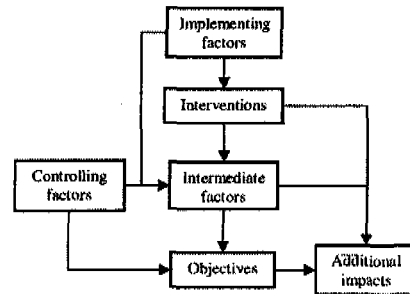 Implementing
factors
Interventions
Controlling
factors
Intermediate
factors
Objectives
Additional
impacts